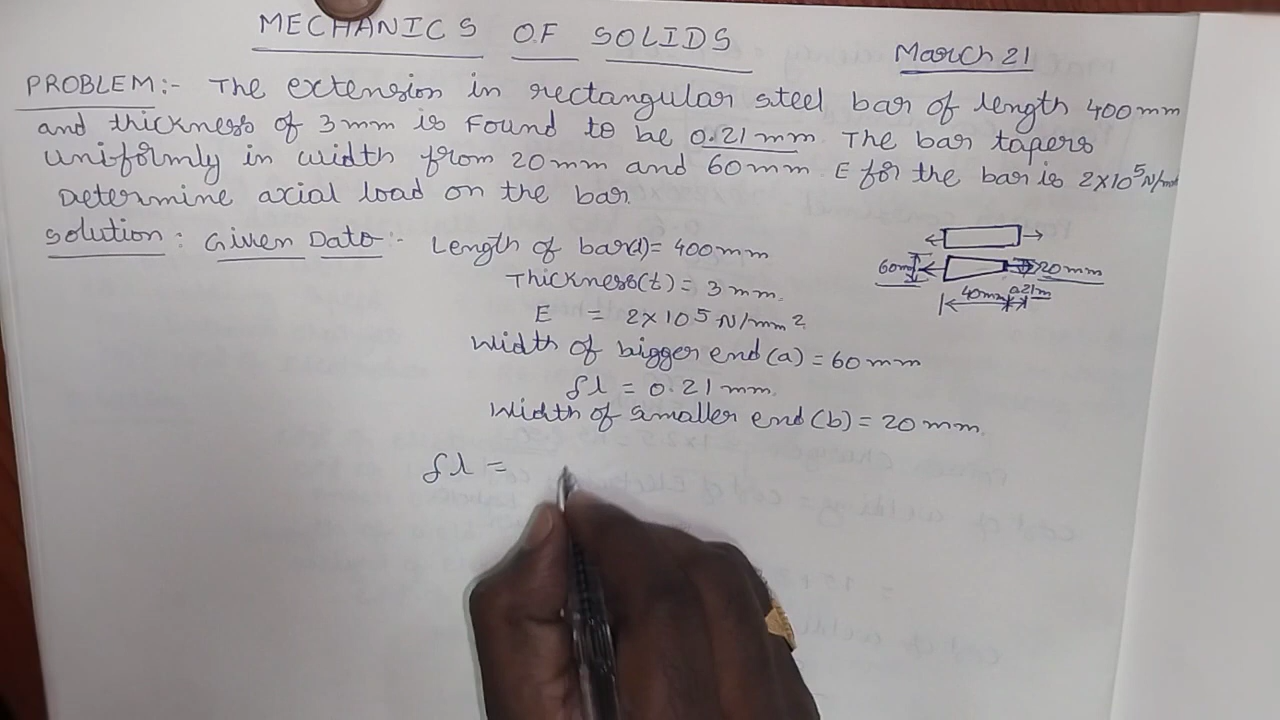 MECHANICS OF SOLIDS
March 21
PROBLEM:- The extension in rectangular steel bar of length 400mm
and thickness of 3mm is Found to be 0.21mm. The bar tapers
uniformly in width from 20mm and 60mm E for the bar is 2×10⁵N/mm²
Determine axial load on the bar.
Solution: Given Data:- Length of bar(l)= 400mm
Thickness(t) = 3mm.
E = 2×10⁵N/mm²
Width of bigger end(a)=60mm
δl = 0.21mm.
Width of smaller end(b)=20mm.
δl =
60m
20mm
40mm
0.21m